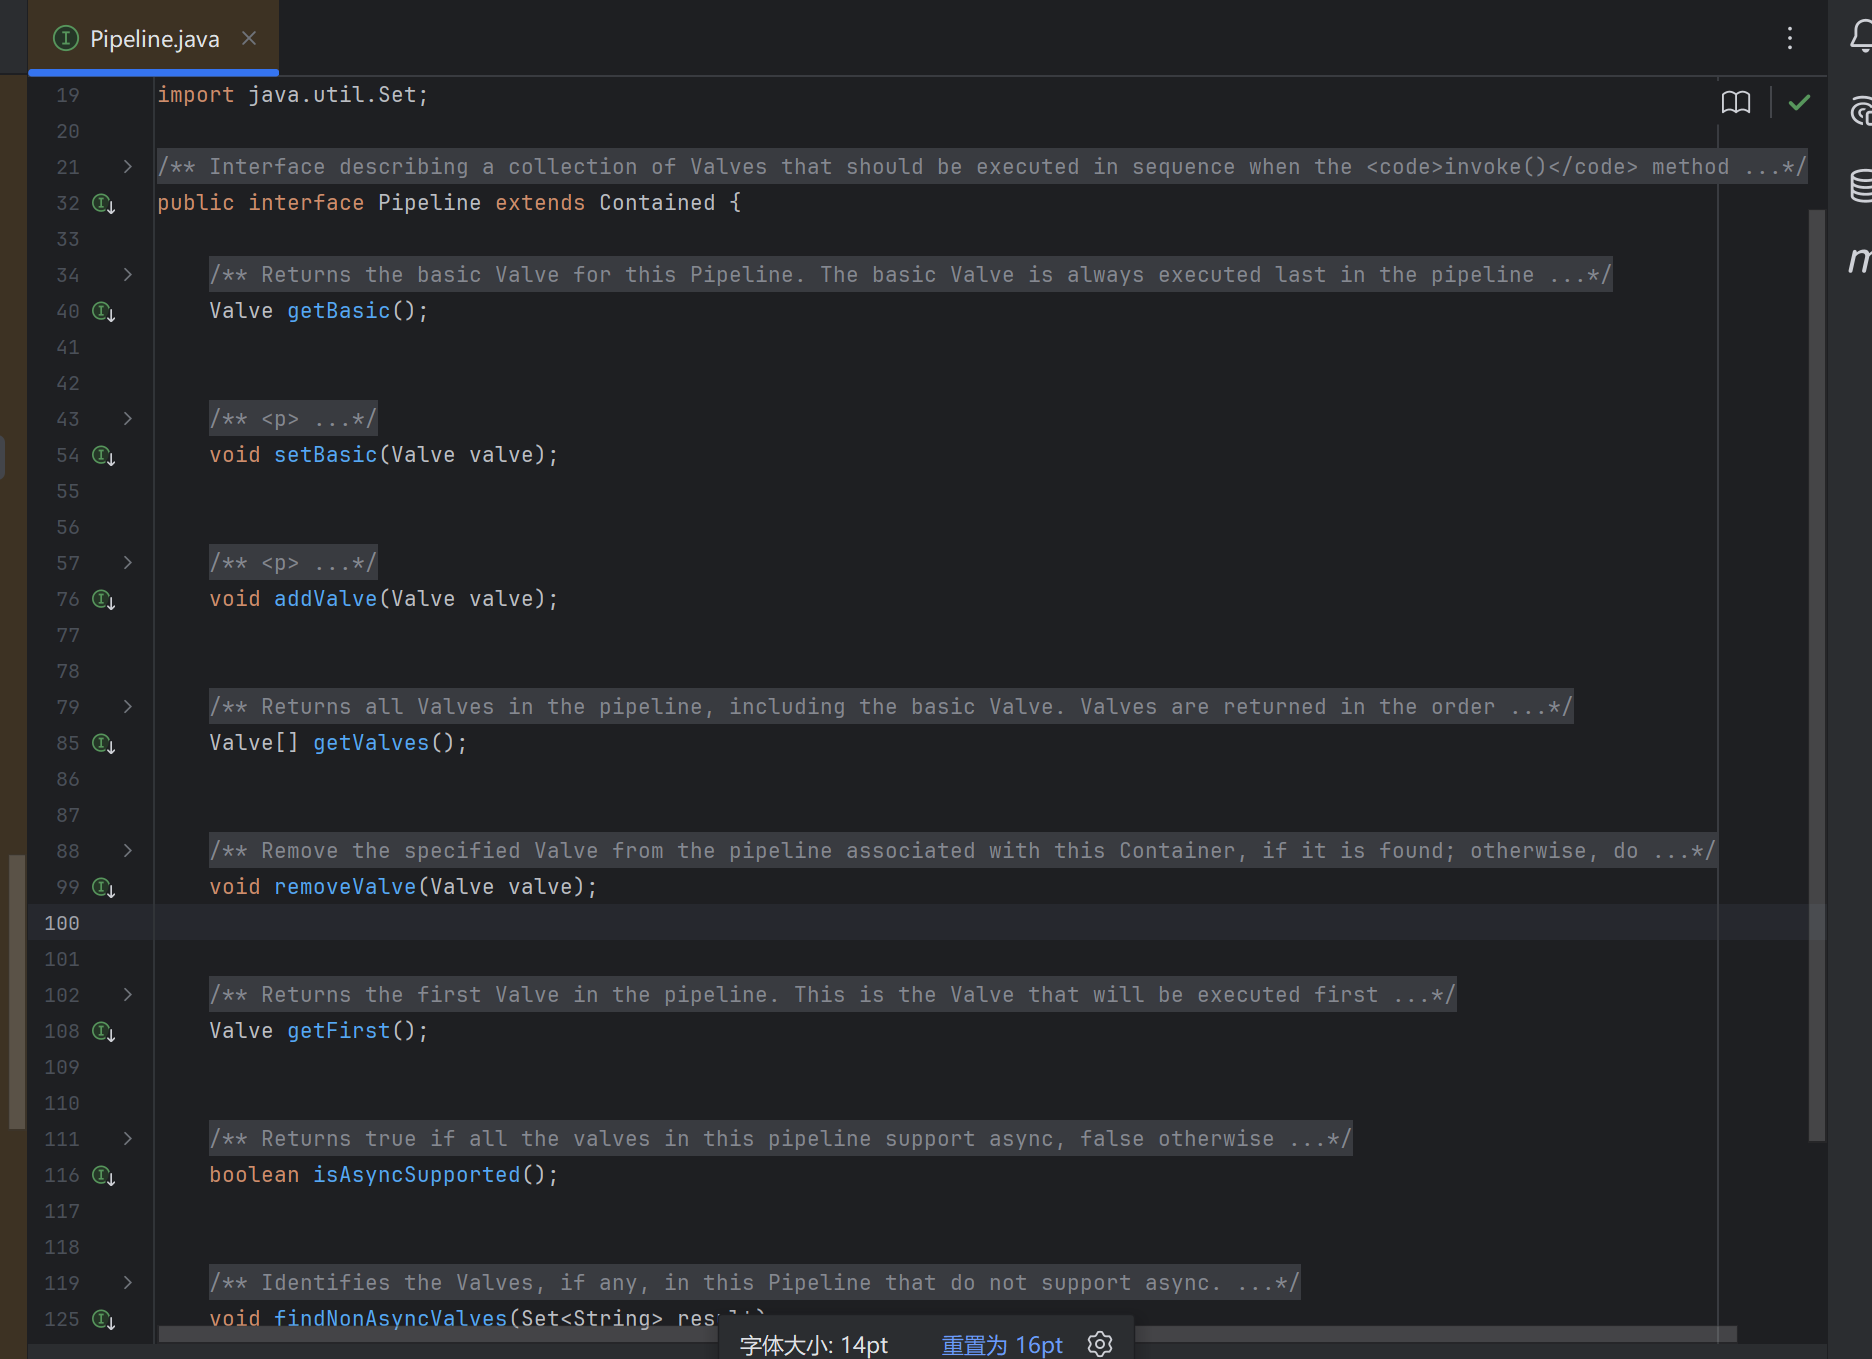 Pipeline.java
19 import java.util.Set;
20
21 /** Interface describing a collection of Valves that should be executed in sequence when the <code>invoke()</code> method ...*/
32 public interface Pipeline extends Contained {
33
34 /** Returns the basic Valve for this Pipeline. The basic Valve is always executed last in the pipeline ...*/
40 Valve getBasic();
41
42
43 /** <p> ...*/
54 void setBasic(Valve valve);
55
56
57 /** <p> ...*/
76 void addValve(Valve valve);
77
78
79 /** Returns all Valves in the pipeline, including the basic Valve. Valves are returned in the order ...*/
85 Valve[] getValves();
86
87
88 /** Remove the specified Valve from the pipeline associated with this Container, if it is found; otherwise, do ...*/
99 void removeValve(Valve valve);
100
101
102 /** Returns the first Valve in the pipeline. This is the Valve that will be executed first ...*/
108 Valve getFirst();
109
110
111 /** Returns true if all the valves in this pipeline support async, false otherwise ...*/
116 boolean isAsyncSupported();
117
118
119 /** Identifies the Valves, if any, in this Pipeline that do not support async. ...*/
125 void findNonAsyncValves(Set<String> result)
字体大小: 14pt 重置为 16pt